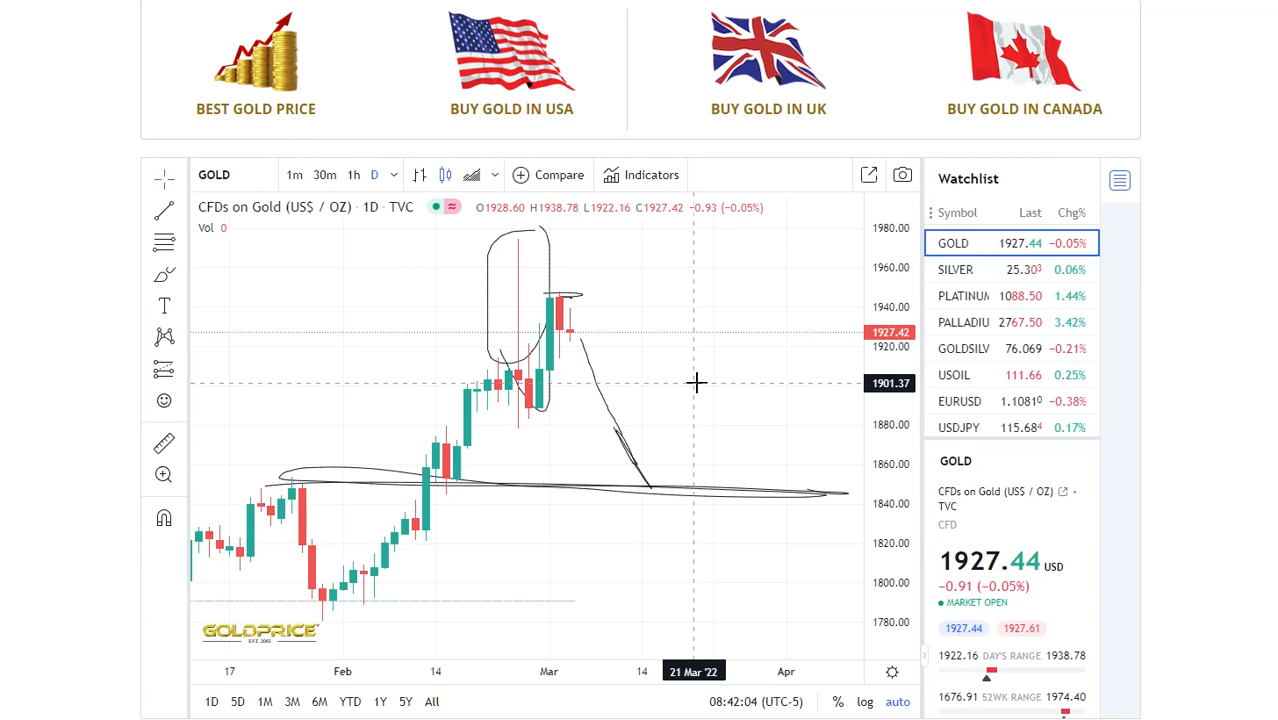 BEST GOLD PRICE
BUY GOLD IN USA
BUY GOLD IN UK
BUY GOLD IN CANADA
GOLD 1m 30m 1h D Compare Indicators
CFDs on Gold (US$ / OZ) · 1D · TVC O1928.60 H1938.78 L1922.16 C1927.42 −0.93 (−0.05%)
Vol 0
1980.00
1960.00
1940.00
1927.42
1920.00
1901.37
1880.00
1860.00
1840.00
1820.00
1800.00
1780.00
GOLDPRICE
EST. 2002
17 Feb 14 Mar 14 21 Mar '22 Apr
1D 5D 1M 3M 6M YTD 1Y 5Y All 08:42:04 (UTC-5) % log auto
Watchlist
Symbol Last Chg%
GOLD 1927.44 −0.05%
SILVER 25.303 0.06%
PLATINUM 1088.50 1.44%
PALLADIU 2767.50 3.42%
GOLDSILV 76.069 −0.21%
USOIL 111.66 0.25%
EURUSD 1.10810 −0.38%
USDJPY 115.684 0.17%
GOLD
CFDs on Gold (US$ / OZ) •
TVC
CFD
1927.44 USD
−0.91 (−0.05%)
MARKET OPEN
1927.44 1927.61
1922.16 DAY'S RANGE 1938.78
1676.91 52WK RANGE 1974.40